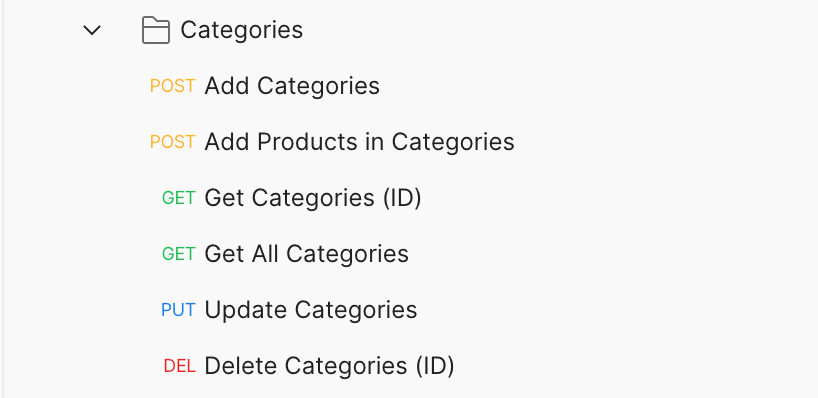 Categories
POST Add Categories
POST Add Products in Categories
GET Get Categories (ID)
GET Get All Categories
PUT Update Categories
DEL Delete Categories (ID)